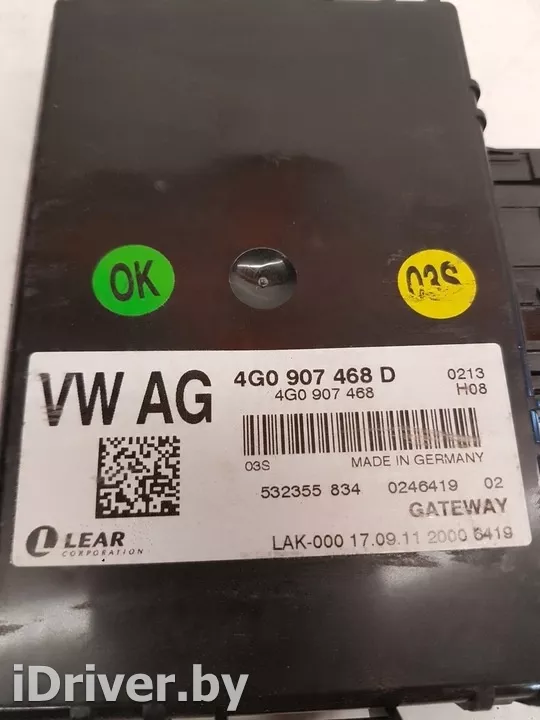 OK
03S
VW AG
4G0 907 468 D
4G0 907 468
0213
H08
03S
MADE IN GERMANY
532355 834 0246419 02
GATEWAY
LEAR
CORPORATION
LAK-000 17.09.11 2000 6419
iDriver.by